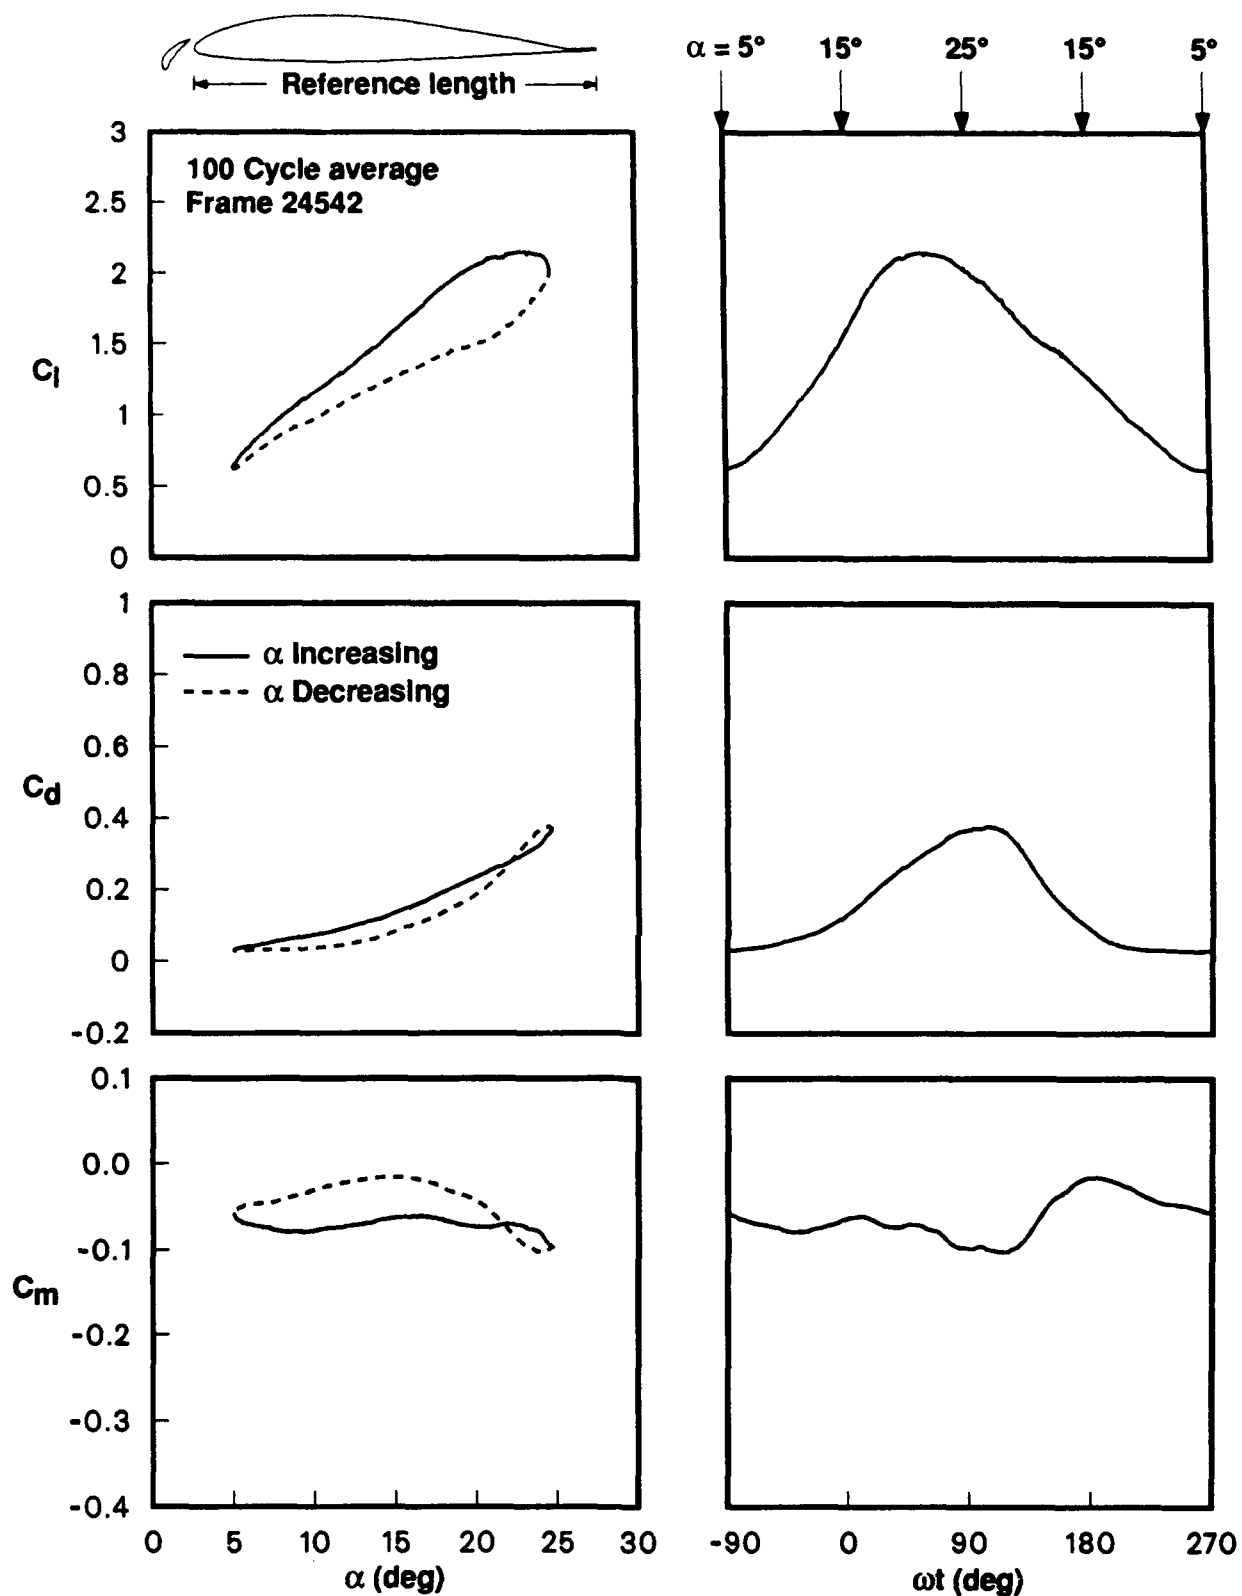 Reference length
α = 5° 15° 25° 15° 5°
3
100 Cycle average
2.5
Frame 24542
2
1.5
Cl
1
0.5
0
1
α Increasing
0.8
α Decreasing
0.6
Cd
0.4
0.2
0
-0.2
0.1
0.0
-0.1
Cm
-0.2
-0.3
-0.4
0 5 10 15 20 25 30
α (deg)
-90 0 90 180 270
ωt (deg)